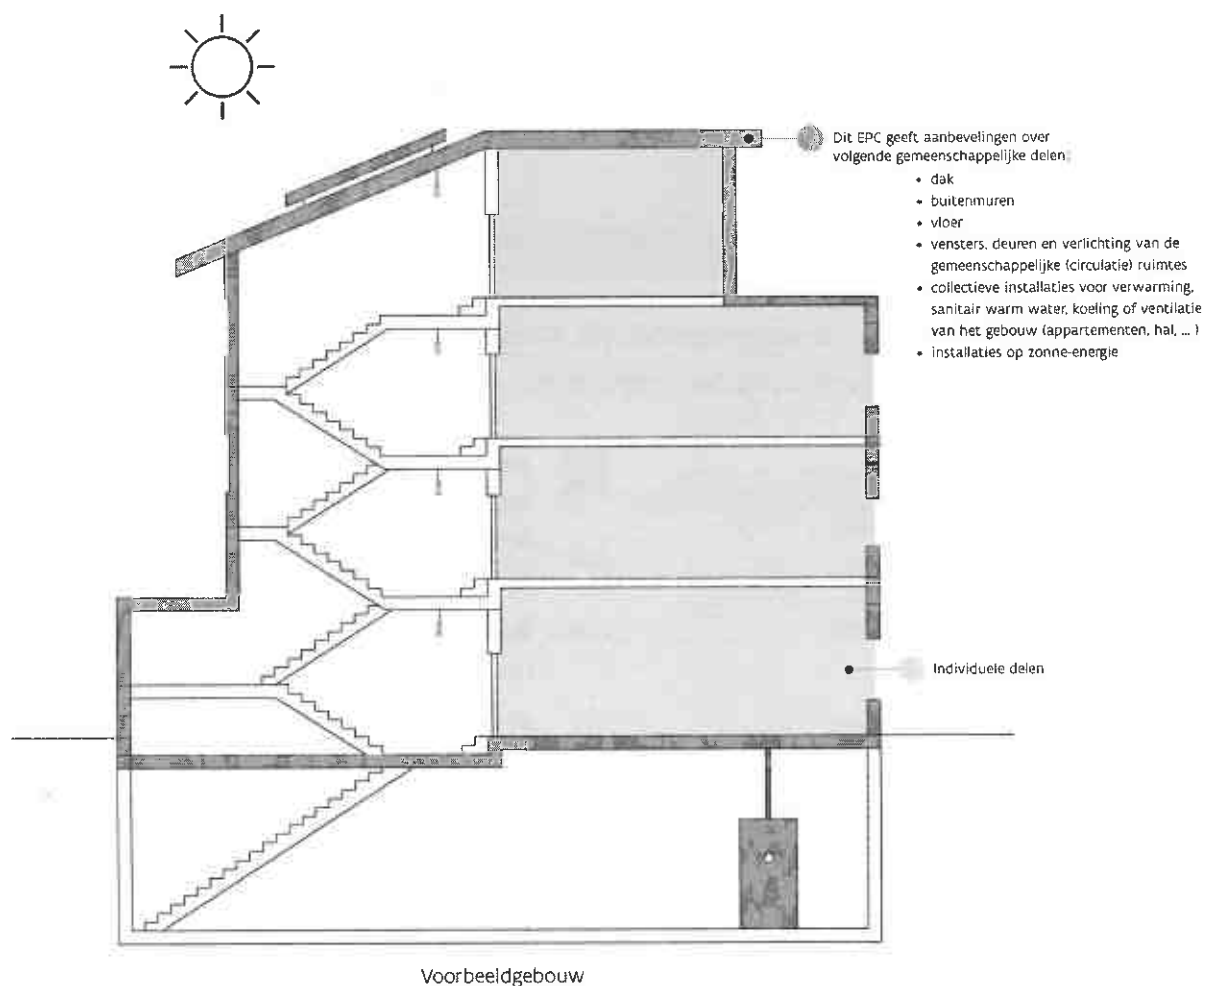 Dit EPC geeft aanbevelingen over
volgende gemeenschappelijke delen:
• dak
• buitenmuren
• vloer
• vensters, deuren en verlichting van de
gemeenschappelijke (circulatie) ruimtes
• collectieve installaties voor verwarming,
sanitair warm water, koeling of ventilatie
van het gebouw (appartementen, hal, ... )
• installaties op zonne-energie
Individuele delen
Voorbeeldgebouw